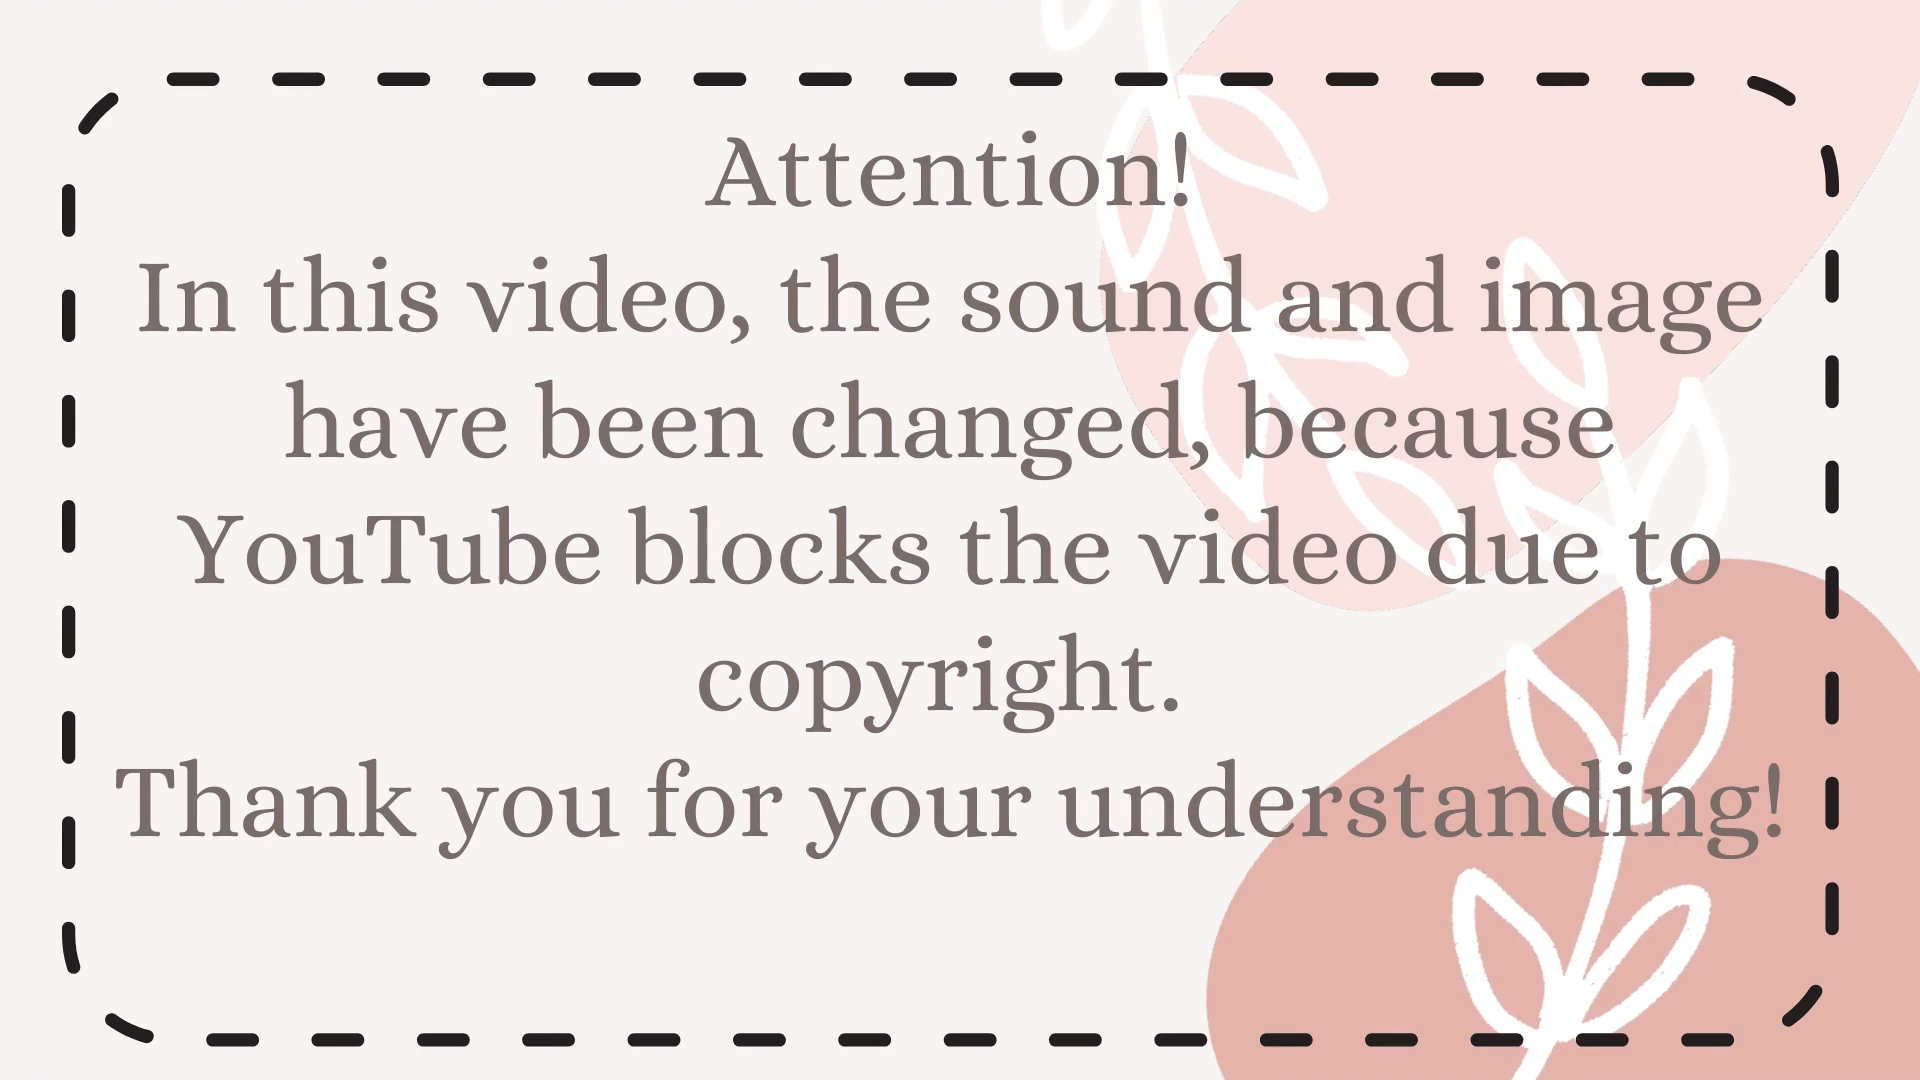 Attention!
In this video, the sound and image
have been changed, because
YouTube blocks the video due to
copyright.
Thank you for your understanding!